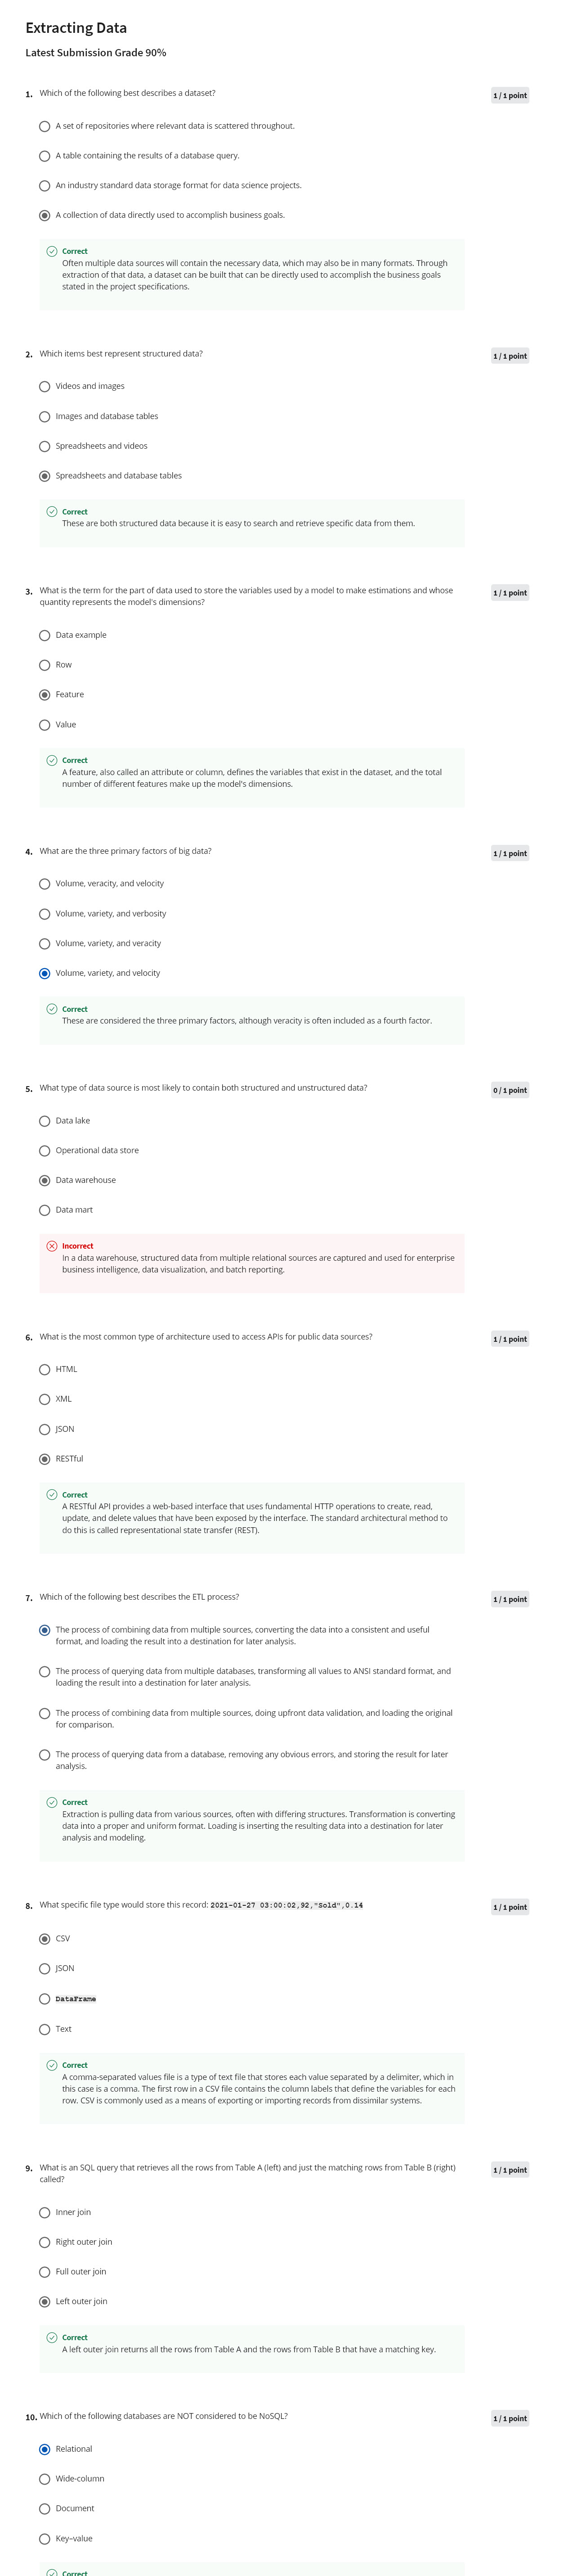 Extracting Data
Latest Submission Grade 90%
1. Which of the following best describes a dataset?
1 / 1 point
A set of repositories where relevant data is scattered throughout.
A table containing the results of a database query.
An industry standard data storage format for data science projects.
A collection of data directly used to accomplish business goals.
Correct
Often multiple data sources will contain the necessary data, which may also be in many formats. Through
extraction of that data, a dataset can be built that can be directly used to accomplish the business goals
stated in the project specifications.
2. Which items best represent structured data?
1 / 1 point
Videos and images
Images and database tables
Spreadsheets and videos
Spreadsheets and database tables
Correct
These are both structured data because it is easy to search and retrieve specific data from them.
3. What is the term for the part of data used to store the variables used by a model to make estimations and whose
quantity represents the model's dimensions?
1 / 1 point
Data example
Row
Feature
Value
Correct
A feature, also called an attribute or column, defines the variables that exist in the dataset, and the total
number of different features make up the model's dimensions.
4. What are the three primary factors of big data?
1 / 1 point
Volume, veracity, and velocity
Volume, variety, and verbosity
Volume, variety, and veracity
Volume, variety, and velocity
Correct
These are considered the three primary factors, although veracity is often included as a fourth factor.
5. What type of data source is most likely to contain both structured and unstructured data?
0 / 1 point
Data lake
Operational data store
Data warehouse
Data mart
Incorrect
In a data warehouse, structured data from multiple relational sources are captured and used for enterprise
business intelligence, data visualization, and batch reporting.
6. What is the most common type of architecture used to access APIs for public data sources?
1 / 1 point
HTML
XML
JSON
RESTful
Correct
A RESTful API provides a web-based interface that uses fundamental HTTP operations to create, read,
update, and delete values that have been exposed by the interface. The standard architectural method to
do this is called representational state transfer (REST).
7. Which of the following best describes the ETL process?
1 / 1 point
The process of combining data from multiple sources, converting the data into a consistent and useful
format, and loading the result into a destination for later analysis.
The process of querying data from multiple databases, transforming all values to ANSI standard format, and
loading the result into a destination for later analysis.
The process of combining data from multiple sources, doing upfront data validation, and loading the original
for comparison.
The process of querying data from a database, removing any obvious errors, and storing the result for later
analysis.
Correct
Extraction is pulling data from various sources, often with differing structures. Transformation is converting
data into a proper and uniform format. Loading is inserting the resulting data into a destination for later
analysis and modeling.
8. What specific file type would store this record: 2021-01-27 03:00:02,92,"Sold",0.14
1 / 1 point
CSV
JSON
DataFrame
Text
Correct
A comma-separated values file is a type of text file that stores each value separated by a delimiter, which in
this case is a comma. The first row in a CSV file contains the column labels that define the variables for each
row. CSV is commonly used as a means of exporting or importing records from dissimilar systems.
9. What is an SQL query that retrieves all the rows from Table A (left) and just the matching rows from Table B (right)
called?
1 / 1 point
Inner join
Right outer join
Full outer join
Left outer join
Correct
A left outer join returns all the rows from Table A and the rows from Table B that have a matching key.
10. Which of the following databases are NOT considered to be NoSQL?
1 / 1 point
Relational
Wide-column
Document
Key–value
Correct